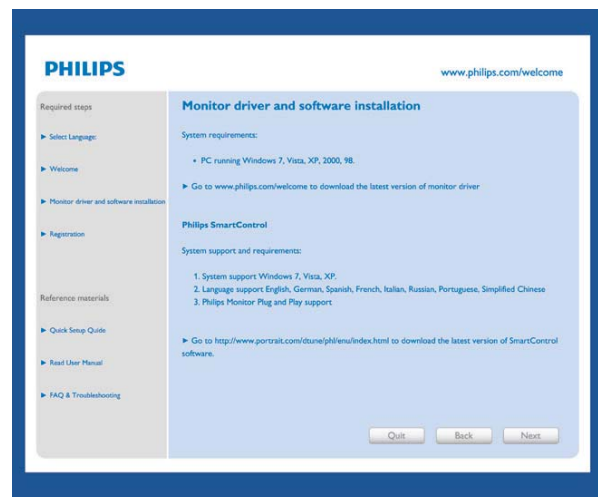 PHILIPS
www.philips.com/welcome
Required steps
► Select Language:
► Welcome
► Monitor driver and software installation
► Registration
Reference materials
► Quick Setup Quide
► Read User Manual
► FAQ & Troubleshooting
Monitor driver and software installation
System requirements:
• PC running Windows 7, Vista, XP, 2000, 98.
► Go to www.philips.com/welcome to download the latest version of monitor driver
Philips SmartControl
System support and requirements:
1. System support Windows 7, Vista, XP.
2. Language support English, German, Spanish, French, Italian, Russian, Portuguese, Simplified Chinese
3. Philips Monitor Plug and Play support
► Go to http://www.portrait.com/dtune/phl/enu/index.html to download the latest version of SmartControl
software.
Quit
Back
Next